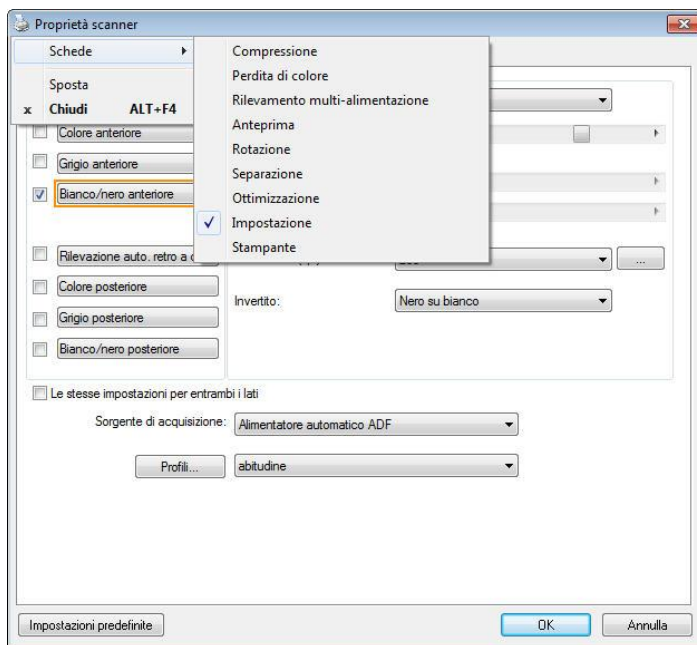 Proprietà scanner
Schede
Sposta
x Chiudi ALT+F4
Compressione
Perdita di colore
Rilevamento multi-alimentazione
Anteprima
Rotazione
Separazione
Ottimizzazione
Impostazione
Stampante
Colore anteriore
Grigio anteriore
Bianco/nero anteriore
Rilevazione auto. retro a
...
Colore posteriore
Invertito:
Nero su bianco
Grigio posteriore
Bianco/nero posteriore
Le stesse impostazioni per entrambi i lati
Sorgente di acquisizione: Alimentatore automatico ADF
Profili... abitudine
Impostazioni predefinite OK Annulla